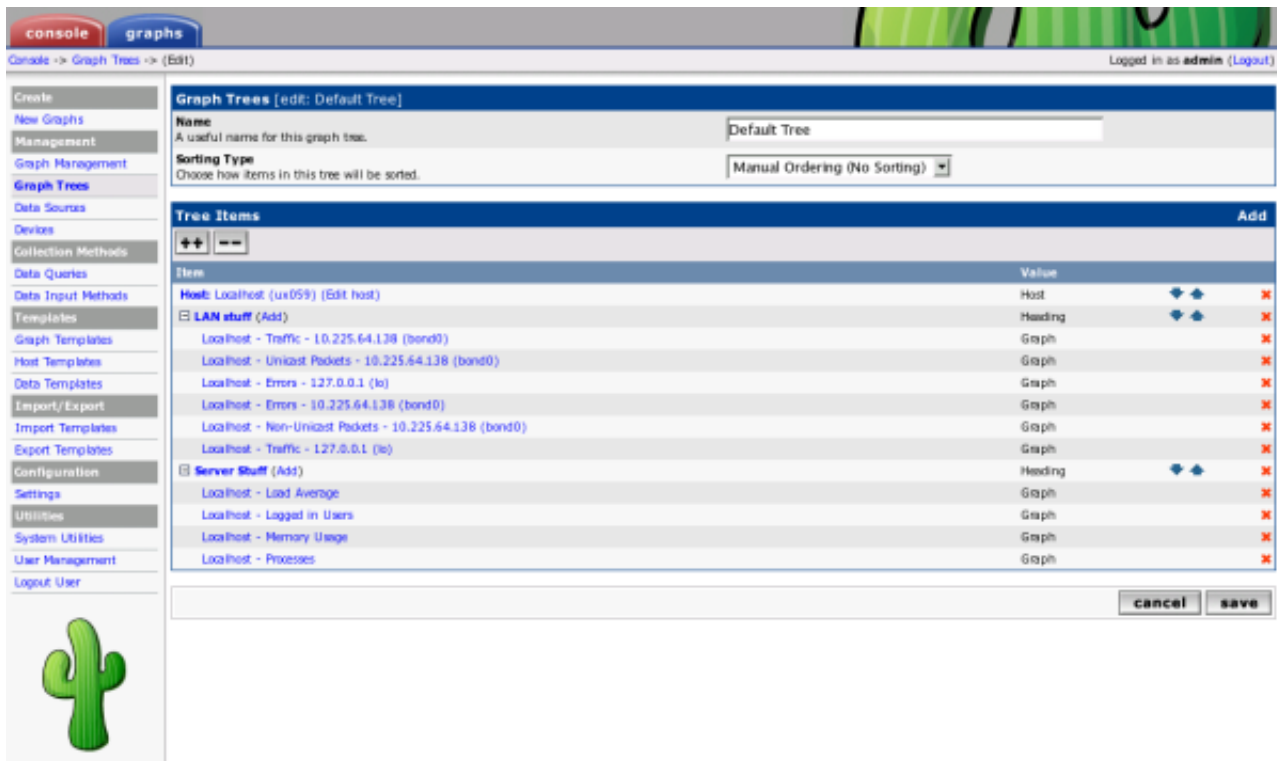 console graphs
Console -> Graph Trees -> (Edit) Logged in as admin (Logout)
Create
New Graphs
Management
Graph Management
Graph Trees
Data Sources
Devices
Collection Methods
Data Queries
Data Input Methods
Templates
Graph Templates
Host Templates
Data Templates
Import/Export
Import Templates
Export Templates
Configuration
Settings
Utilities
System Utilities
User Management
Logout User
Graph Trees [edit: Default Tree]
Name
A useful name for this graph tree.
Default Tree
Sorting Type
Choose how items in this tree will be sorted.
Manual Ordering (No Sorting)
Tree Items Add
++ --
Item Value
Host: Localhost (ux059) (Edit host) Host
LAN stuff (Add) Heading
Localhost - Traffic - 10.225.64.138 (bond0) Graph
Localhost - Unicast Packets - 10.225.64.138 (bond0) Graph
Localhost - Errors - 127.0.0.1 (lo) Graph
Localhost - Errors - 10.225.64.138 (bond0) Graph
Localhost - Non-Unicast Packets - 10.225.64.138 (bond0) Graph
Localhost - Traffic - 127.0.0.1 (lo) Graph
Server Stuff (Add) Heading
Localhost - Load Average Graph
Localhost - Logged in Users Graph
Localhost - Memory Usage Graph
Localhost - Processes Graph
cancel save